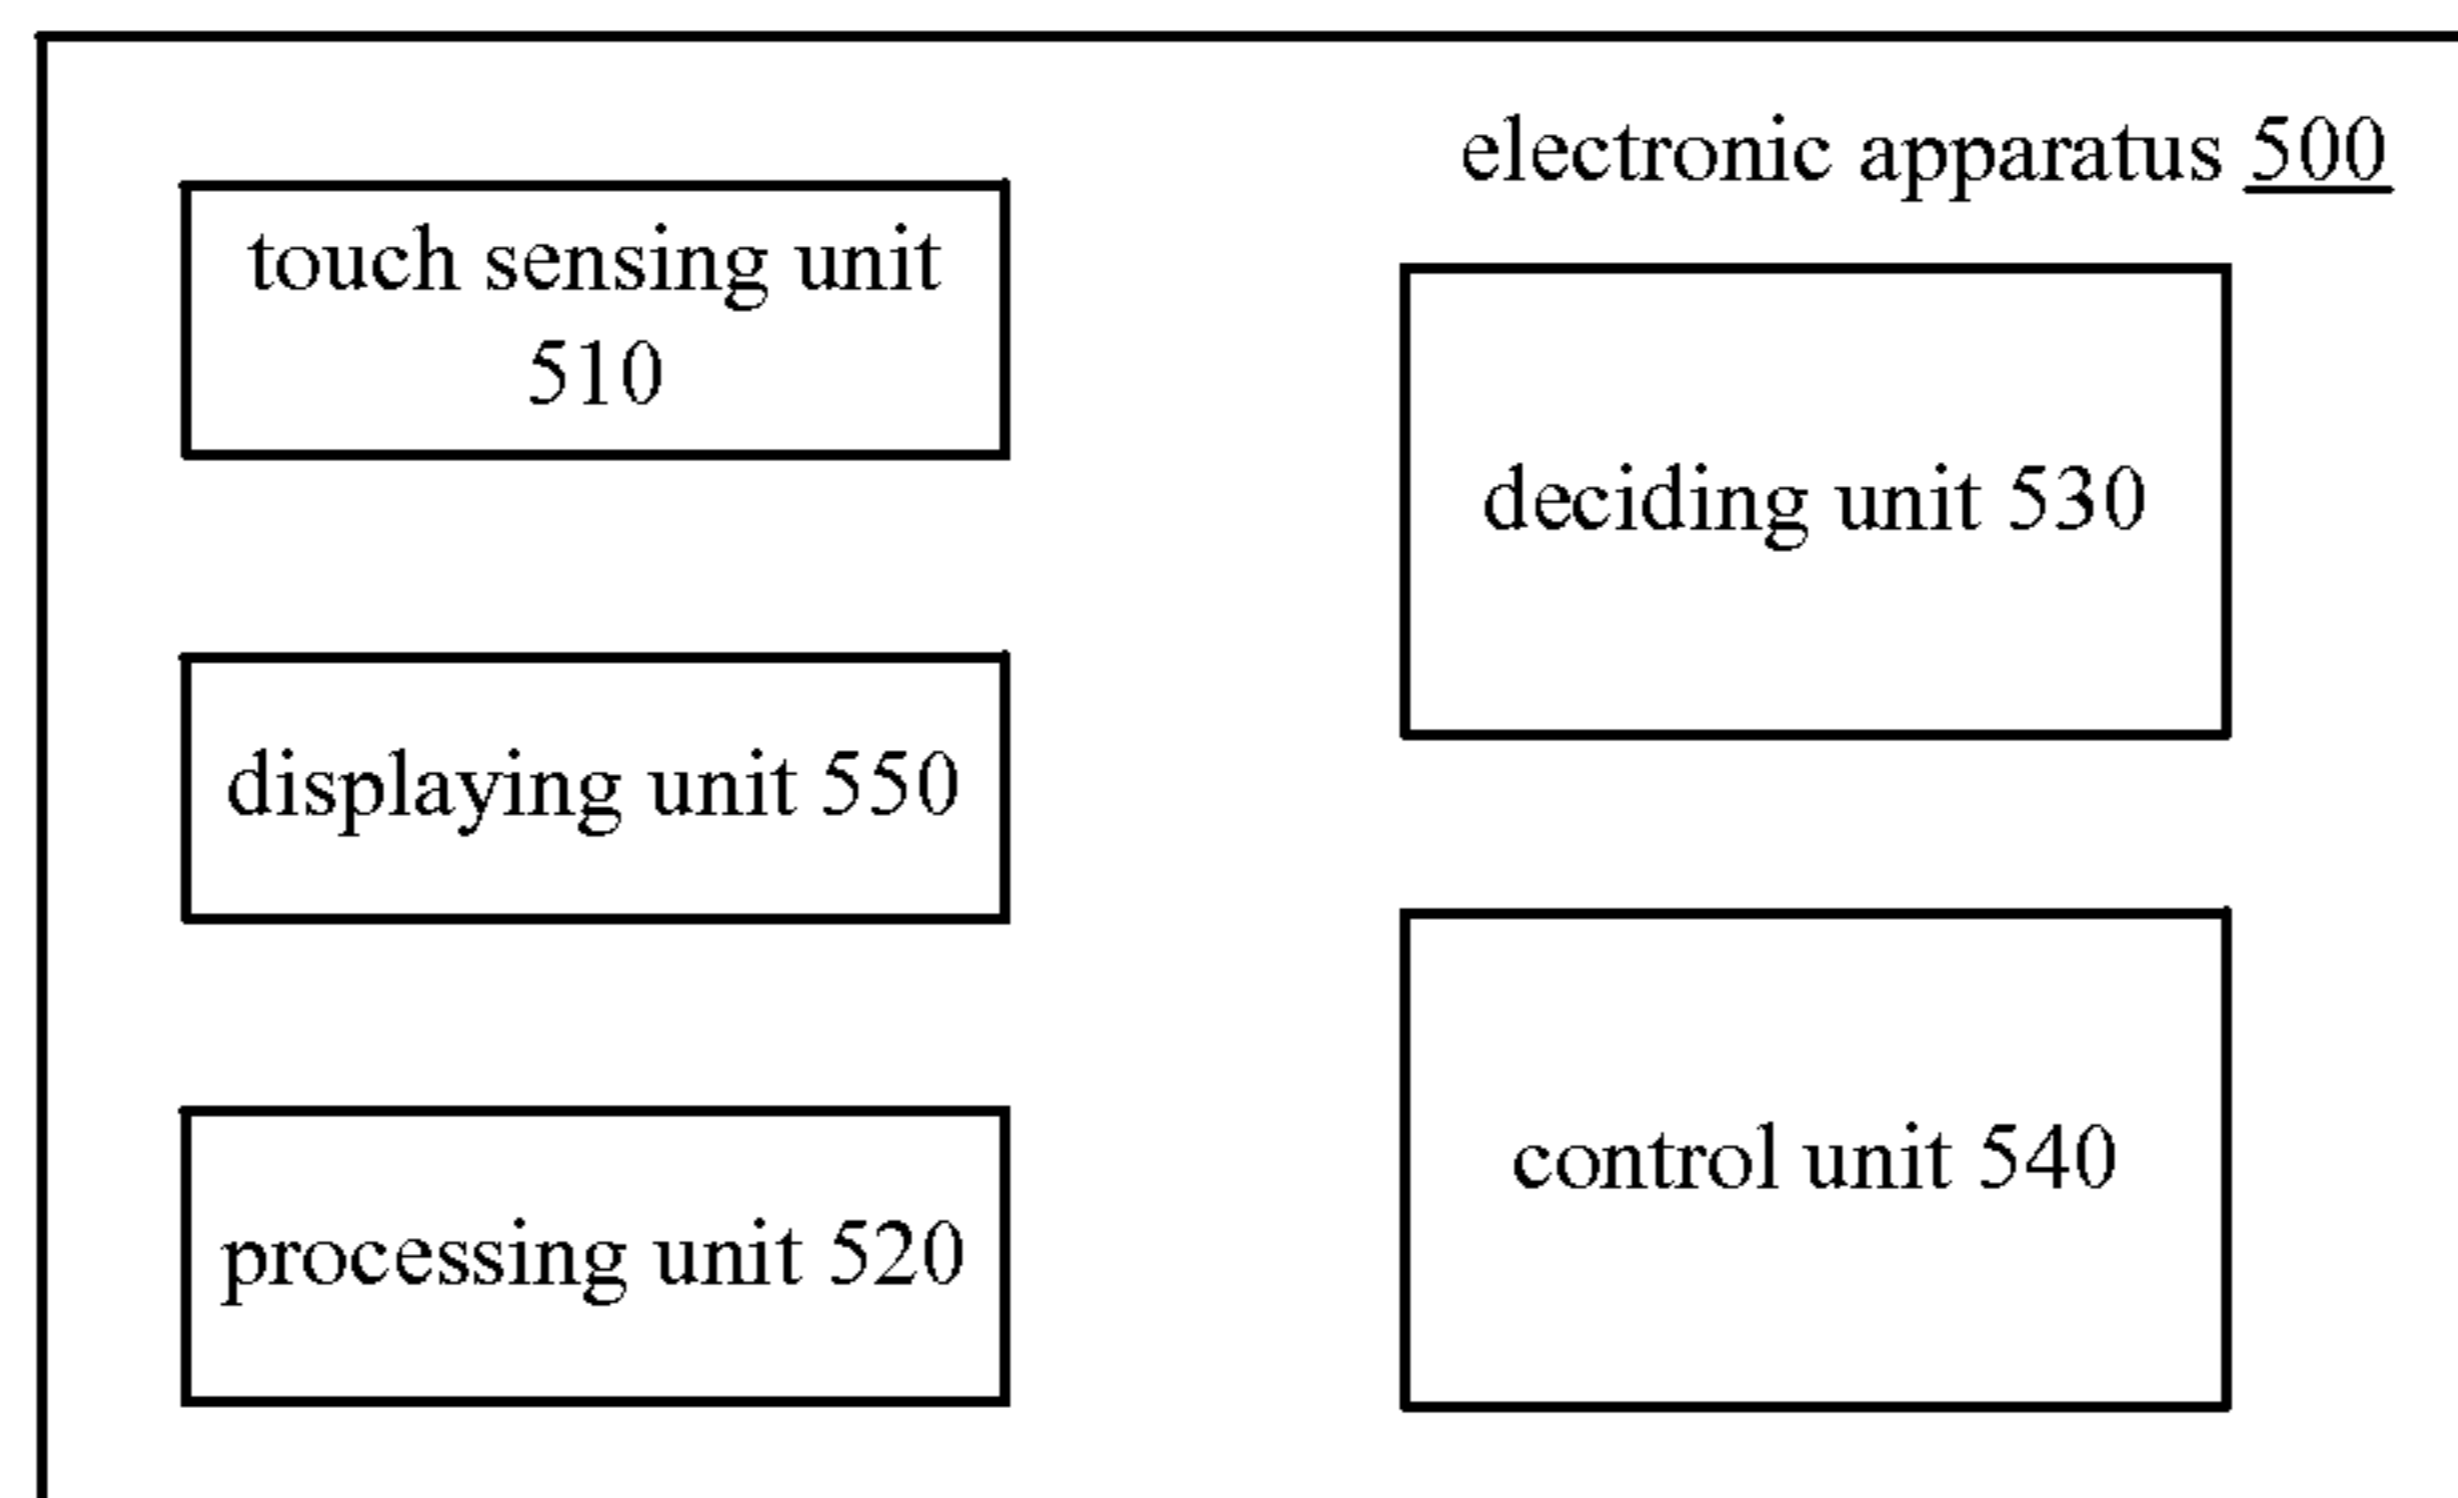 electronic apparatus 500
touch sensing unit
510
deciding unit 530
displaying unit 550
control unit 540
processing unit 520